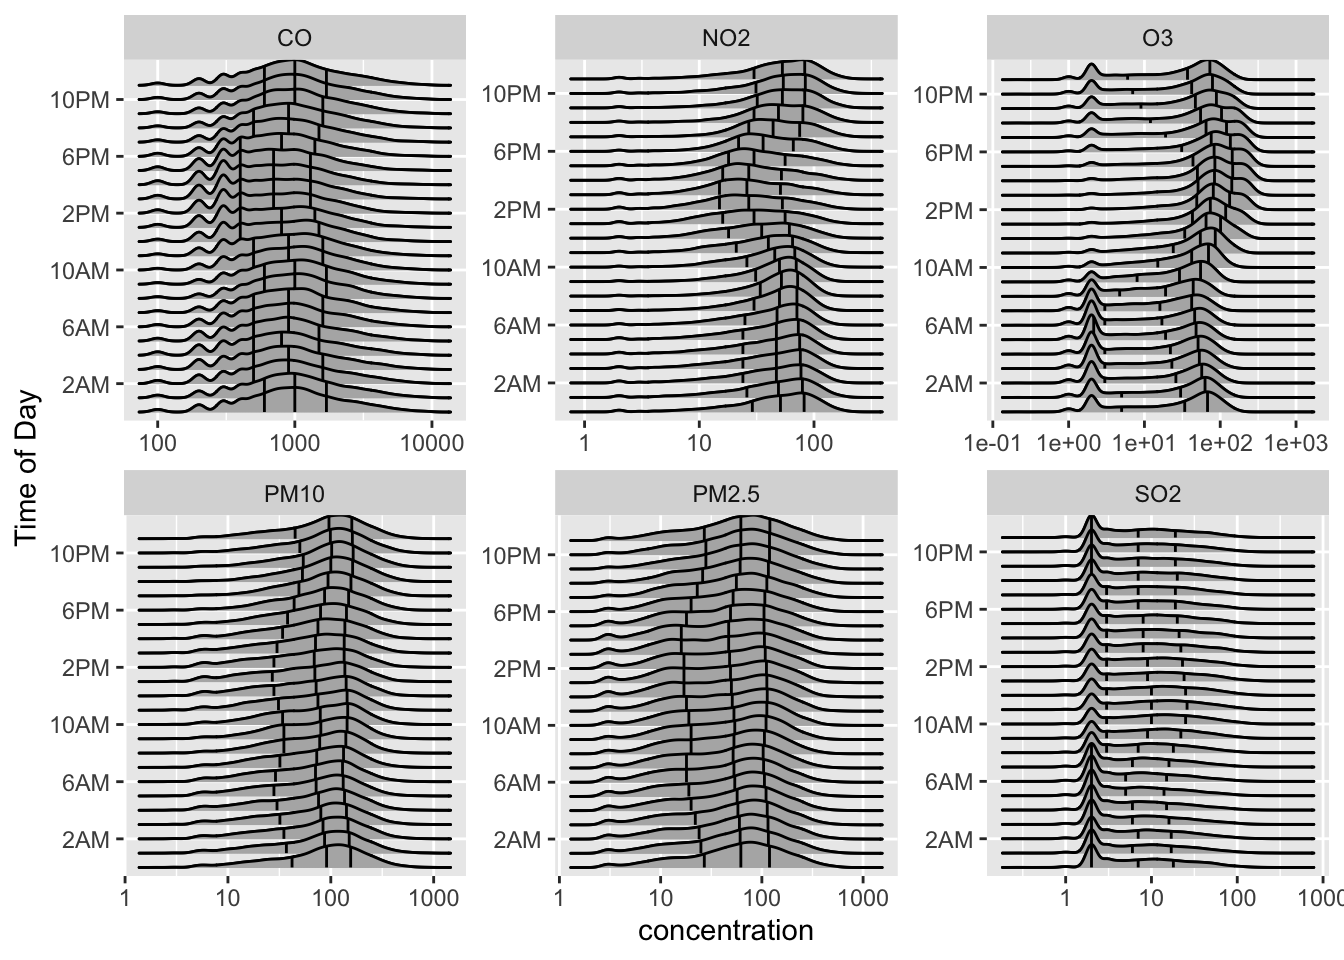 CO NO2 O3
10PM 10PM 10PM
6PM 6PM 6PM
2PM 2PM 2PM
10AM 10AM 10AM
6AM 6AM 6AM
2AM 2AM 2AM
100 1000 10000 1 10 100 1e-01 1e+00 1e+01 1e+02 1e+03
Time of Day
PM10 PM2.5 SO2
10PM 10PM 10PM
6PM 6PM 6PM
2PM 2PM 2PM
10AM 10AM 10AM
6AM 6AM 6AM
2AM 2AM 2AM
1 10 100 1000 1 10 100 1000 1 10 100 1000
concentration